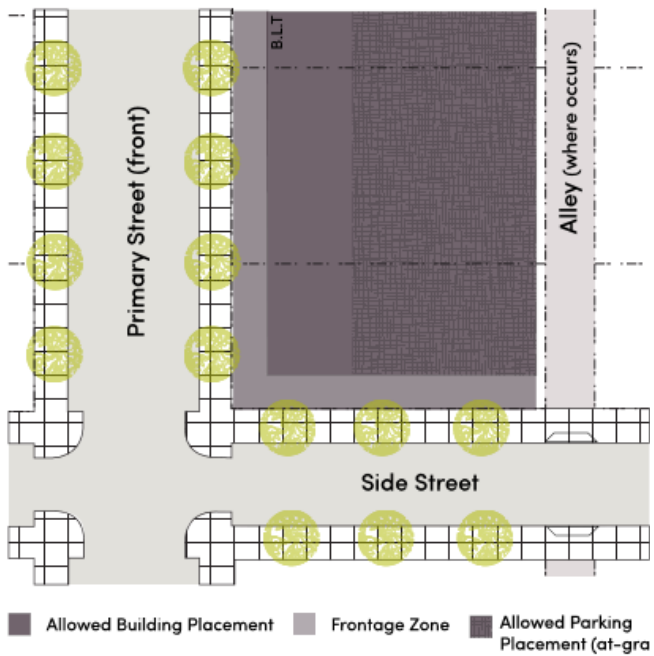 B.L.T
Primary Street (front)
Alley (where occurs)
Side Street
Allowed Building Placement
Frontage Zone
Allowed Parking
Placement (at-gra